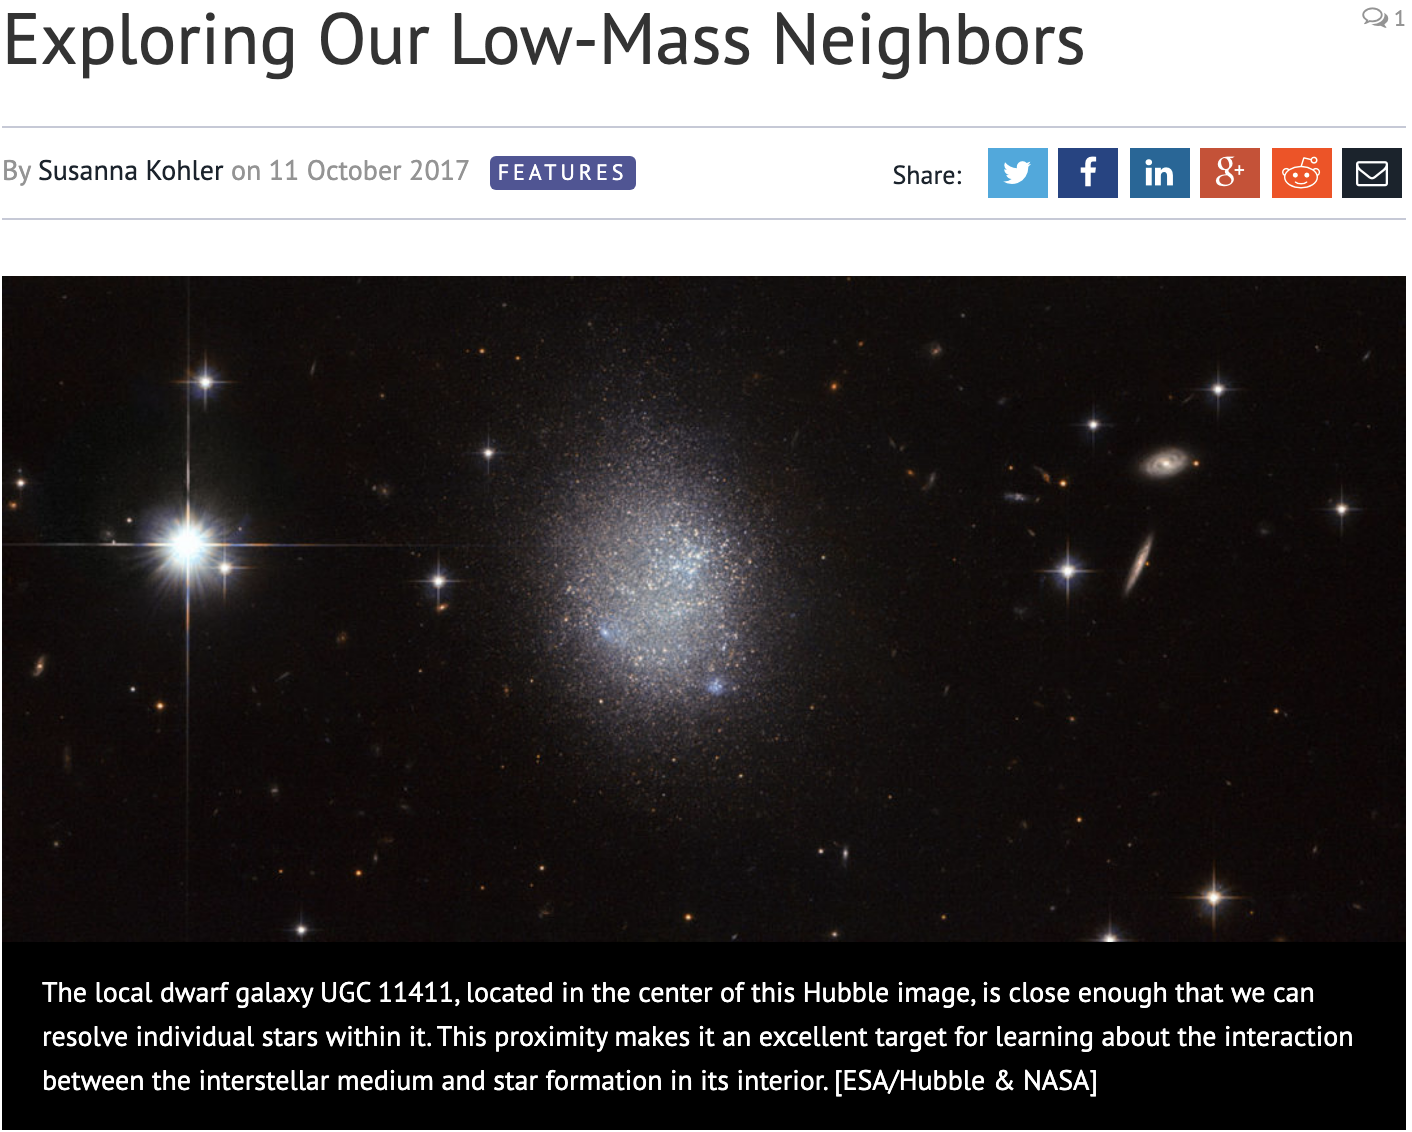 Exploring Our Low-Mass Neighbors
1
By Susanna Kohler on 11 October 2017 FEATURES Share:
The local dwarf galaxy UGC 11411, located in the center of this Hubble image, is close enough that we can
resolve individual stars within it. This proximity makes it an excellent target for learning about the interaction
between the interstellar medium and star formation in its interior. [ESA/Hubble & NASA]